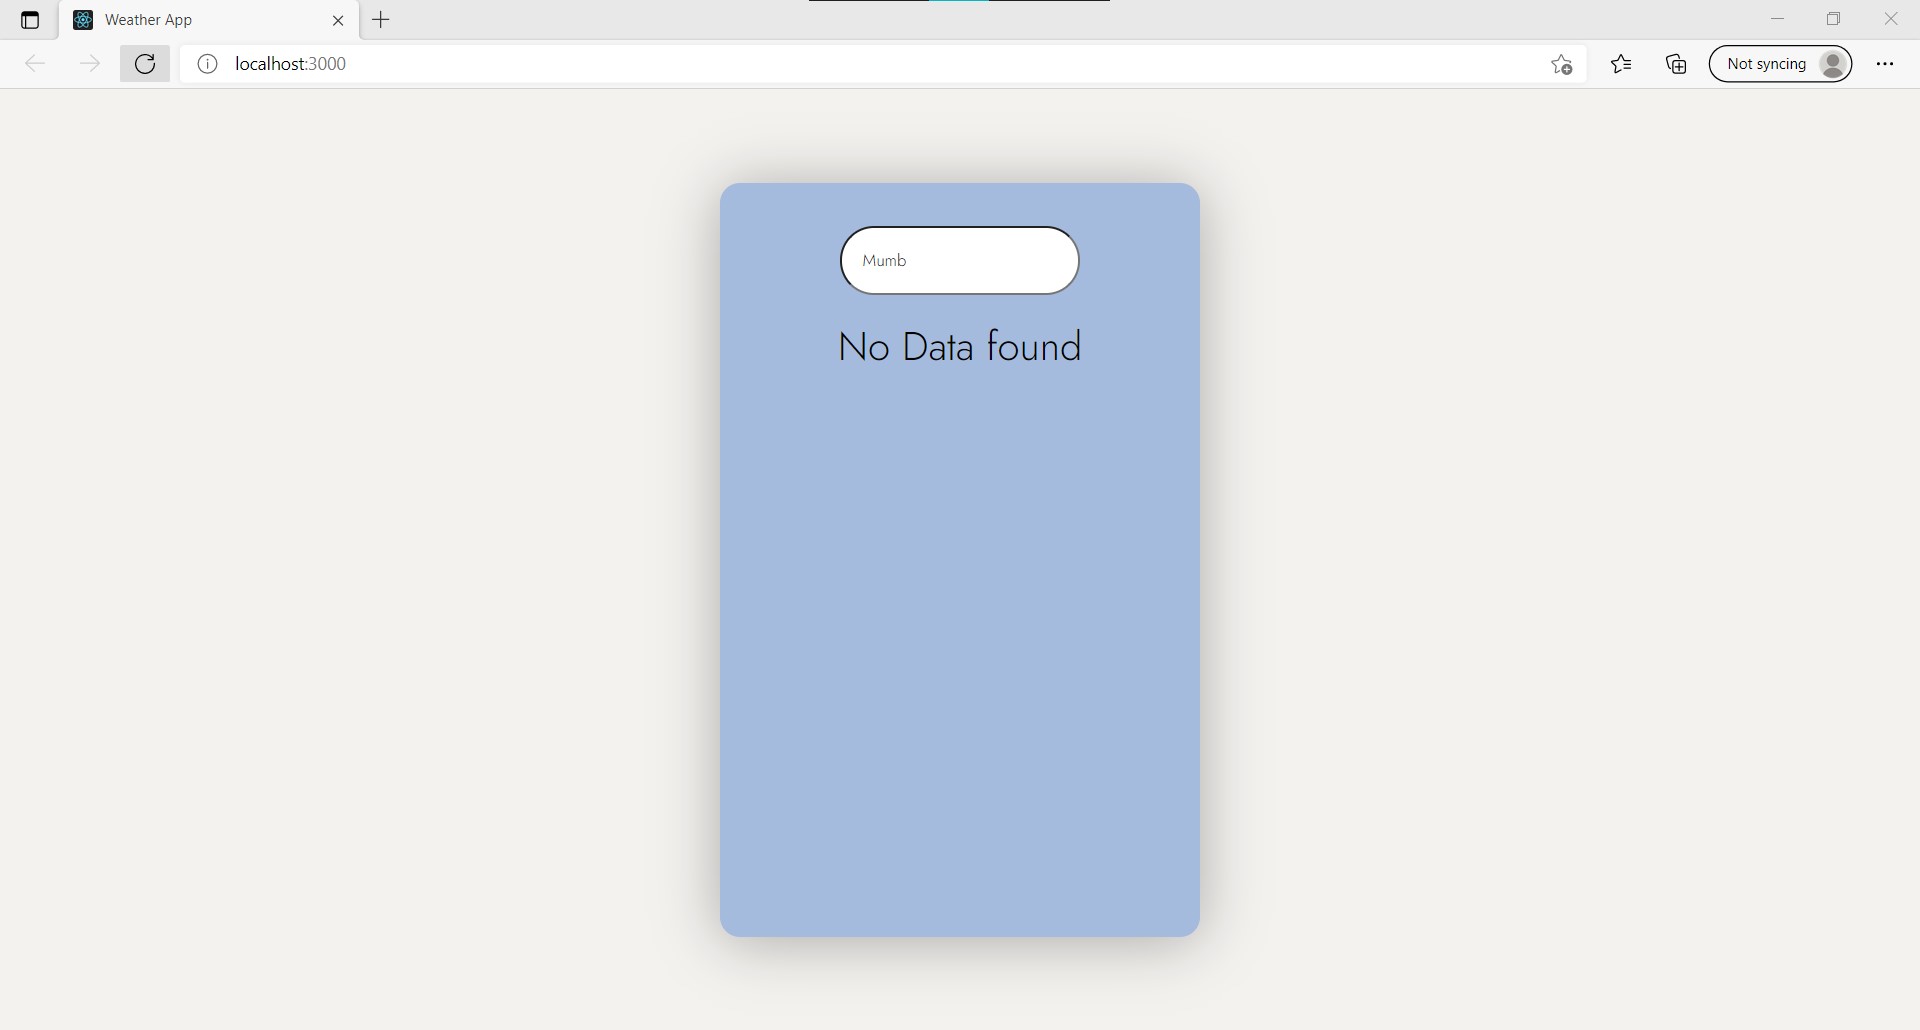 Weather App
localhost:3000
Not syncing
Mumb
No Data found